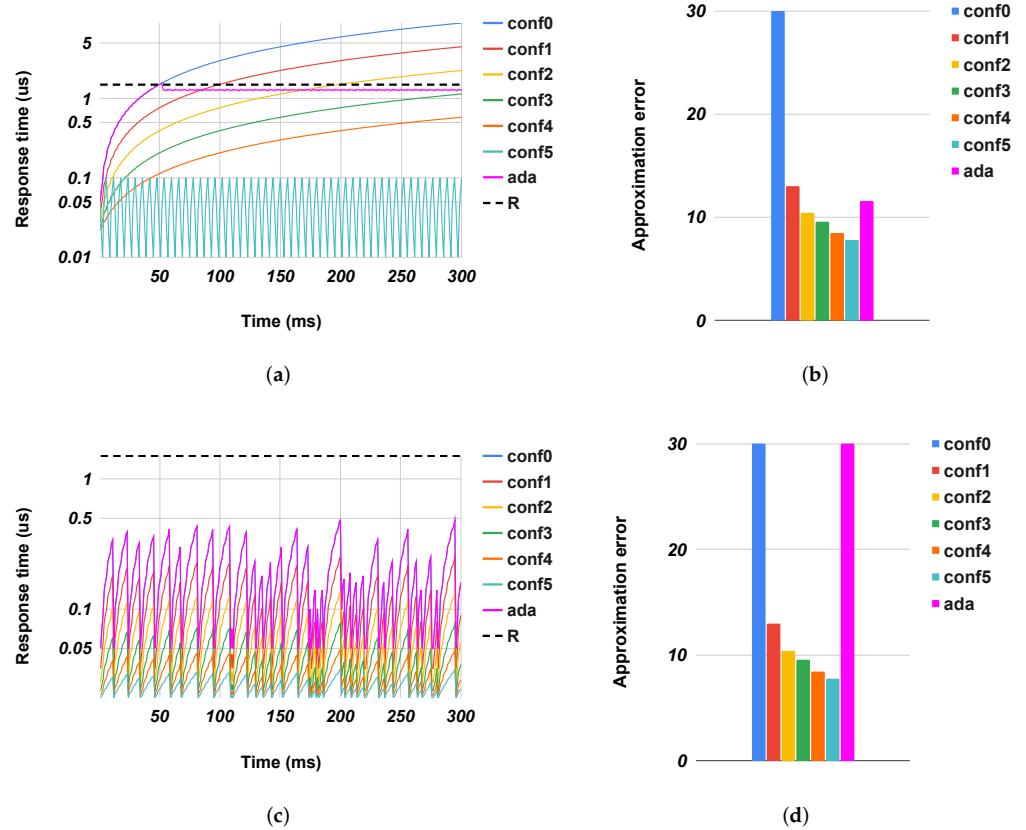 Response time (us)
5
1
0.5
0.1
0.05
0.01
50
100
150
200
250
300
Time (ms)
conf0
conf1
conf2
conf3
conf4
conf5
ada
R
(a)
Approximation error
30
20
10
0
conf0
conf1
conf2
conf3
conf4
conf5
ada
(b)
Response time (us)
1
0.5
0.1
0.05
50
100
150
200
250
300
Time (ms)
conf0
conf1
conf2
conf3
conf4
conf5
ada
R
(c)
Approximation error
30
20
10
0
conf0
conf1
conf2
conf3
conf4
conf5
ada
(d)